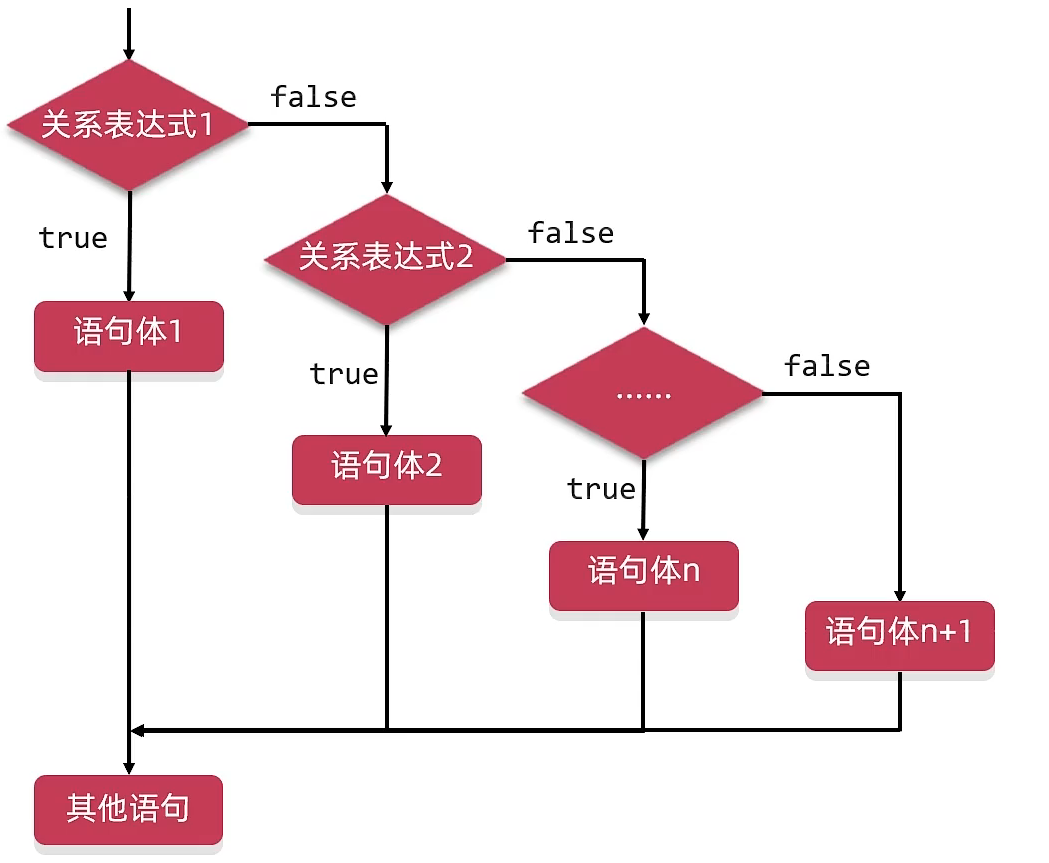 关系表达式1
false
true
关系表达式2
false
语句体1
true
……
false
语句体2
true
语句体n
语句体n+1
其他语句